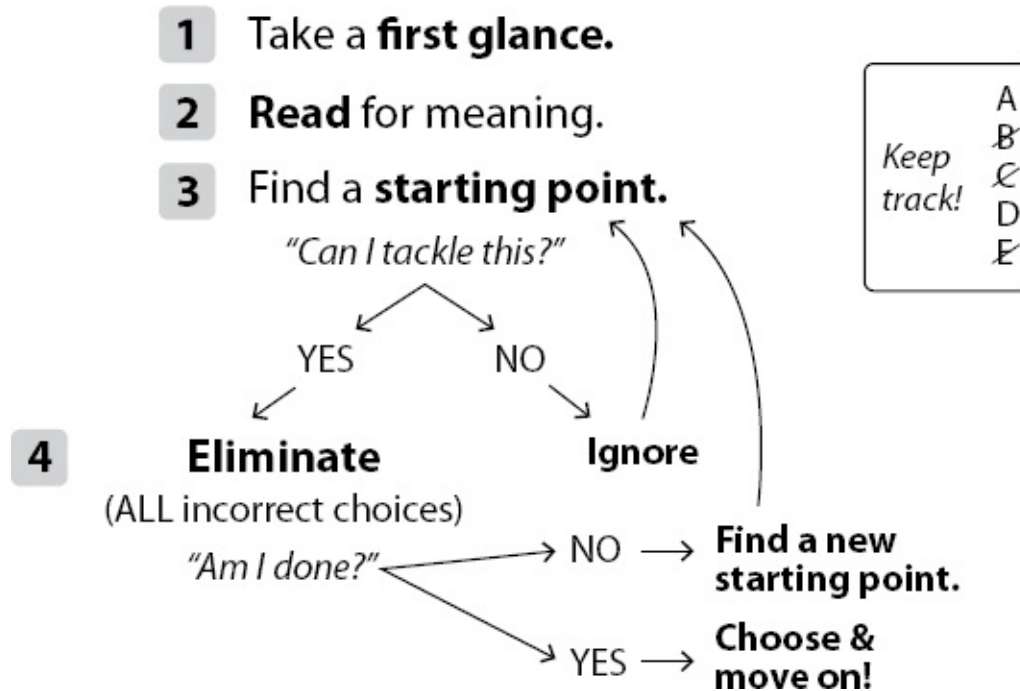 1 Take a first glance.
2 Read for meaning.
3 Find a starting point.
"Can I tackle this?"
YES NO
4 Eliminate Ignore
(ALL incorrect choices)
"Am I done?"
NO Find a new
starting point.
YES Choose &
move on!
Keep
track!
A
B
C
D
E